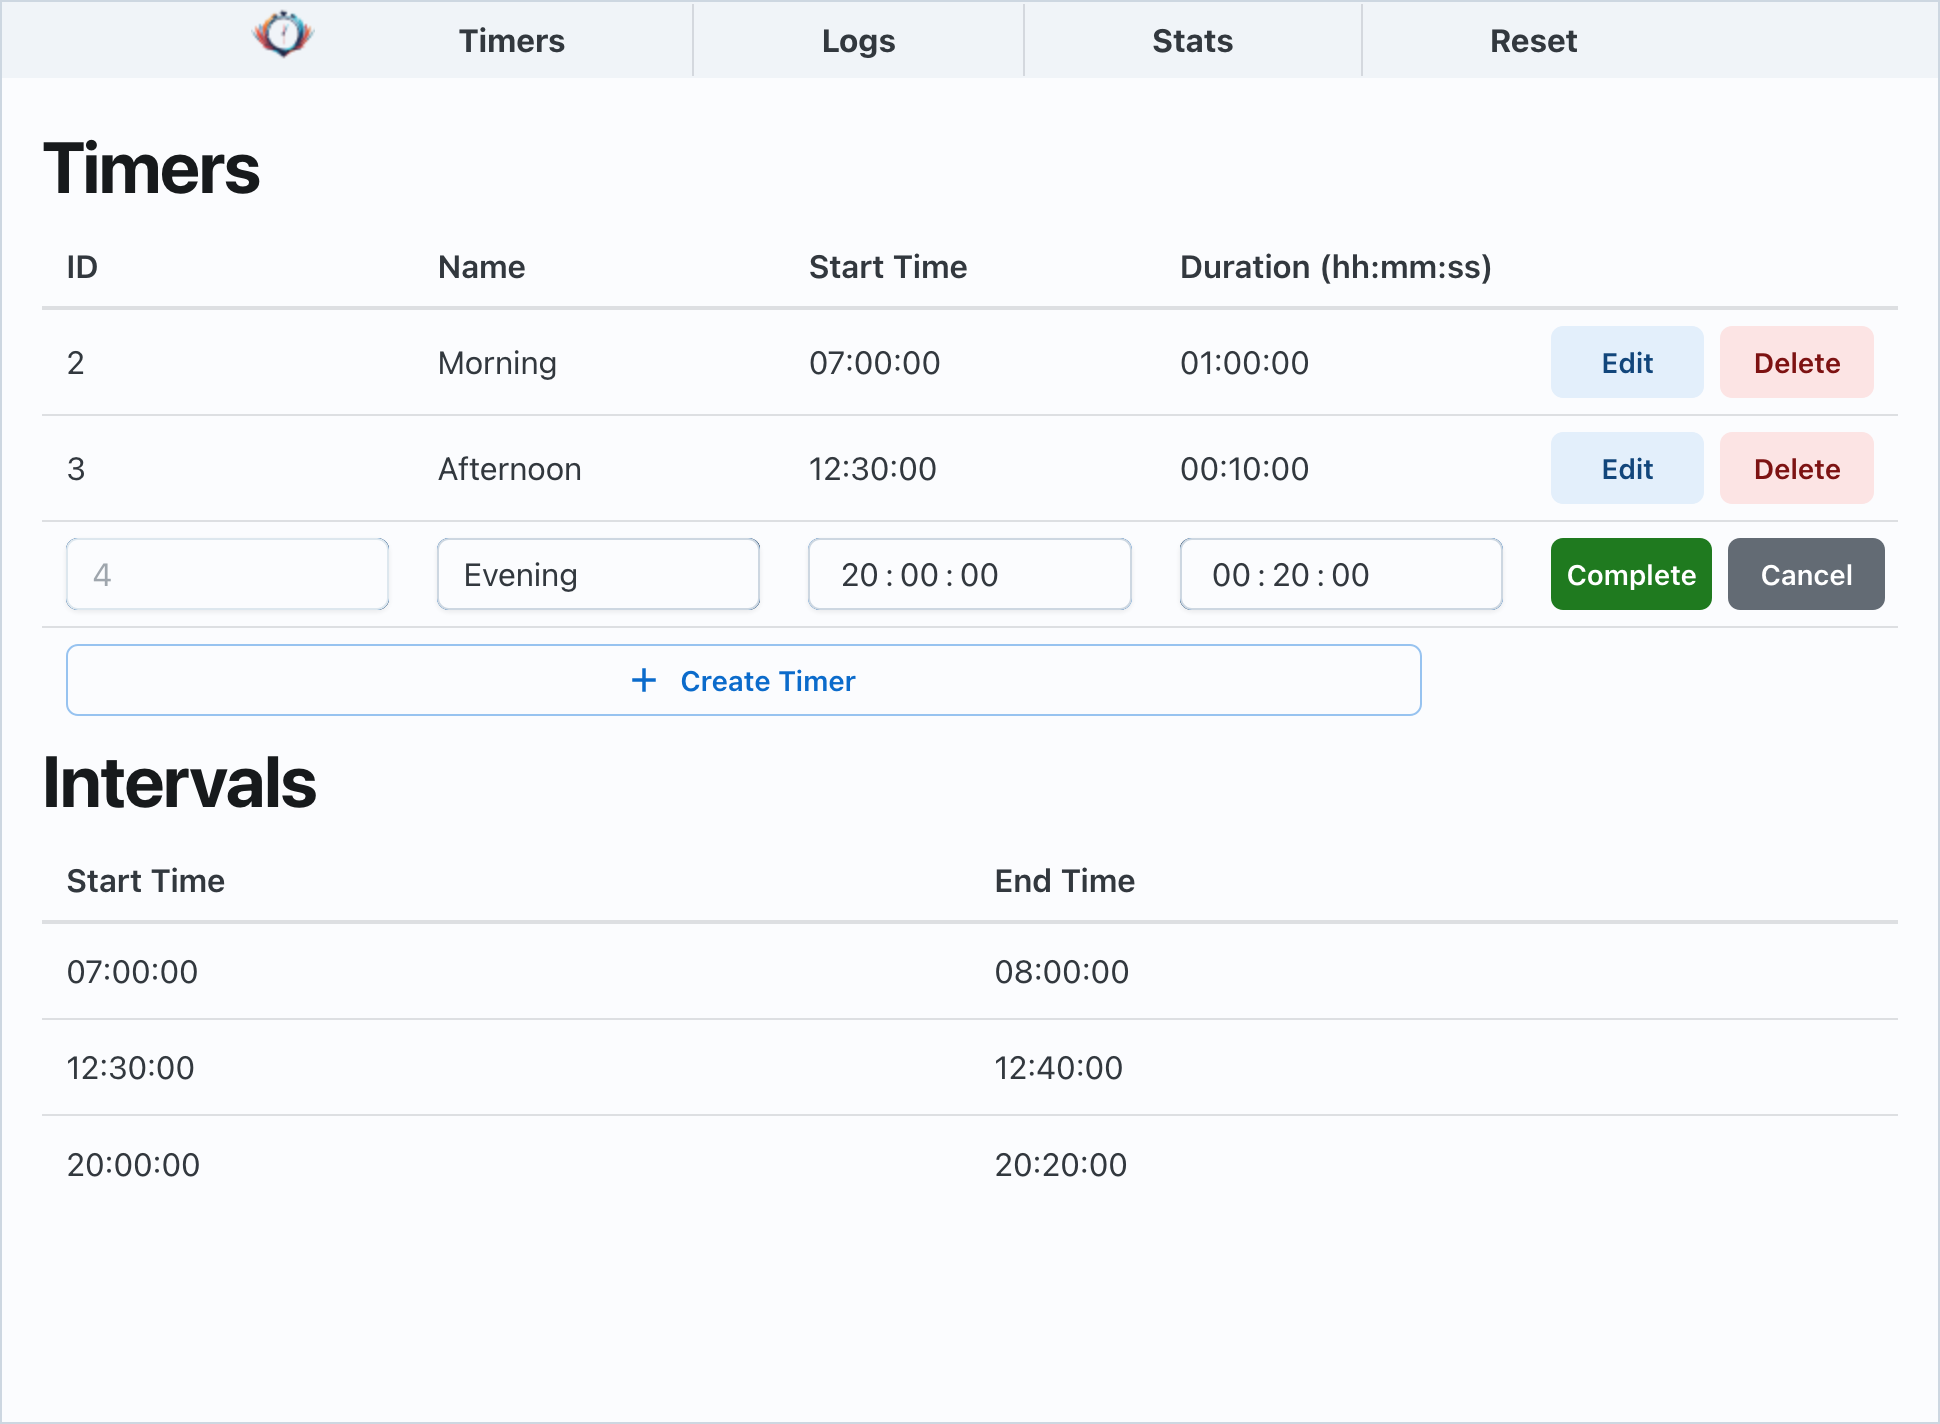 Timers Logs Stats Reset
Timers
ID Name Start Time Duration (hh:mm:ss)
2 Morning 07:00:00 01:00:00 Edit Delete
3 Afternoon 12:30:00 00:10:00 Edit Delete
4 Evening 20:00:00 00:20:00 Complete Cancel
+ Create Timer
Intervals
Start Time End Time
07:00:00 08:00:00
12:30:00 12:40:00
20:00:00 20:20:00